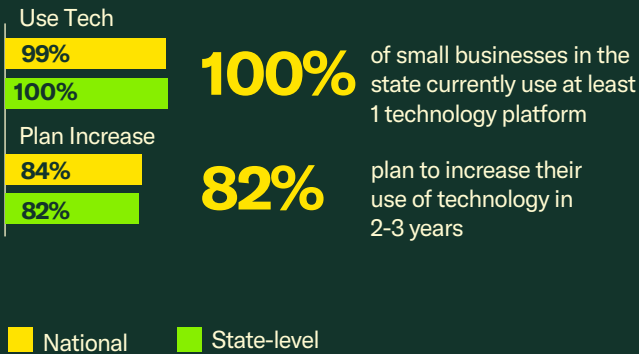 Use Tech
99%
100%
100%
of small businesses in the
state currently use at least
1 technology platform
Plan Increase
84%
82%
82%
plan to increase their
use of technology in
2-3 years
National
State-level